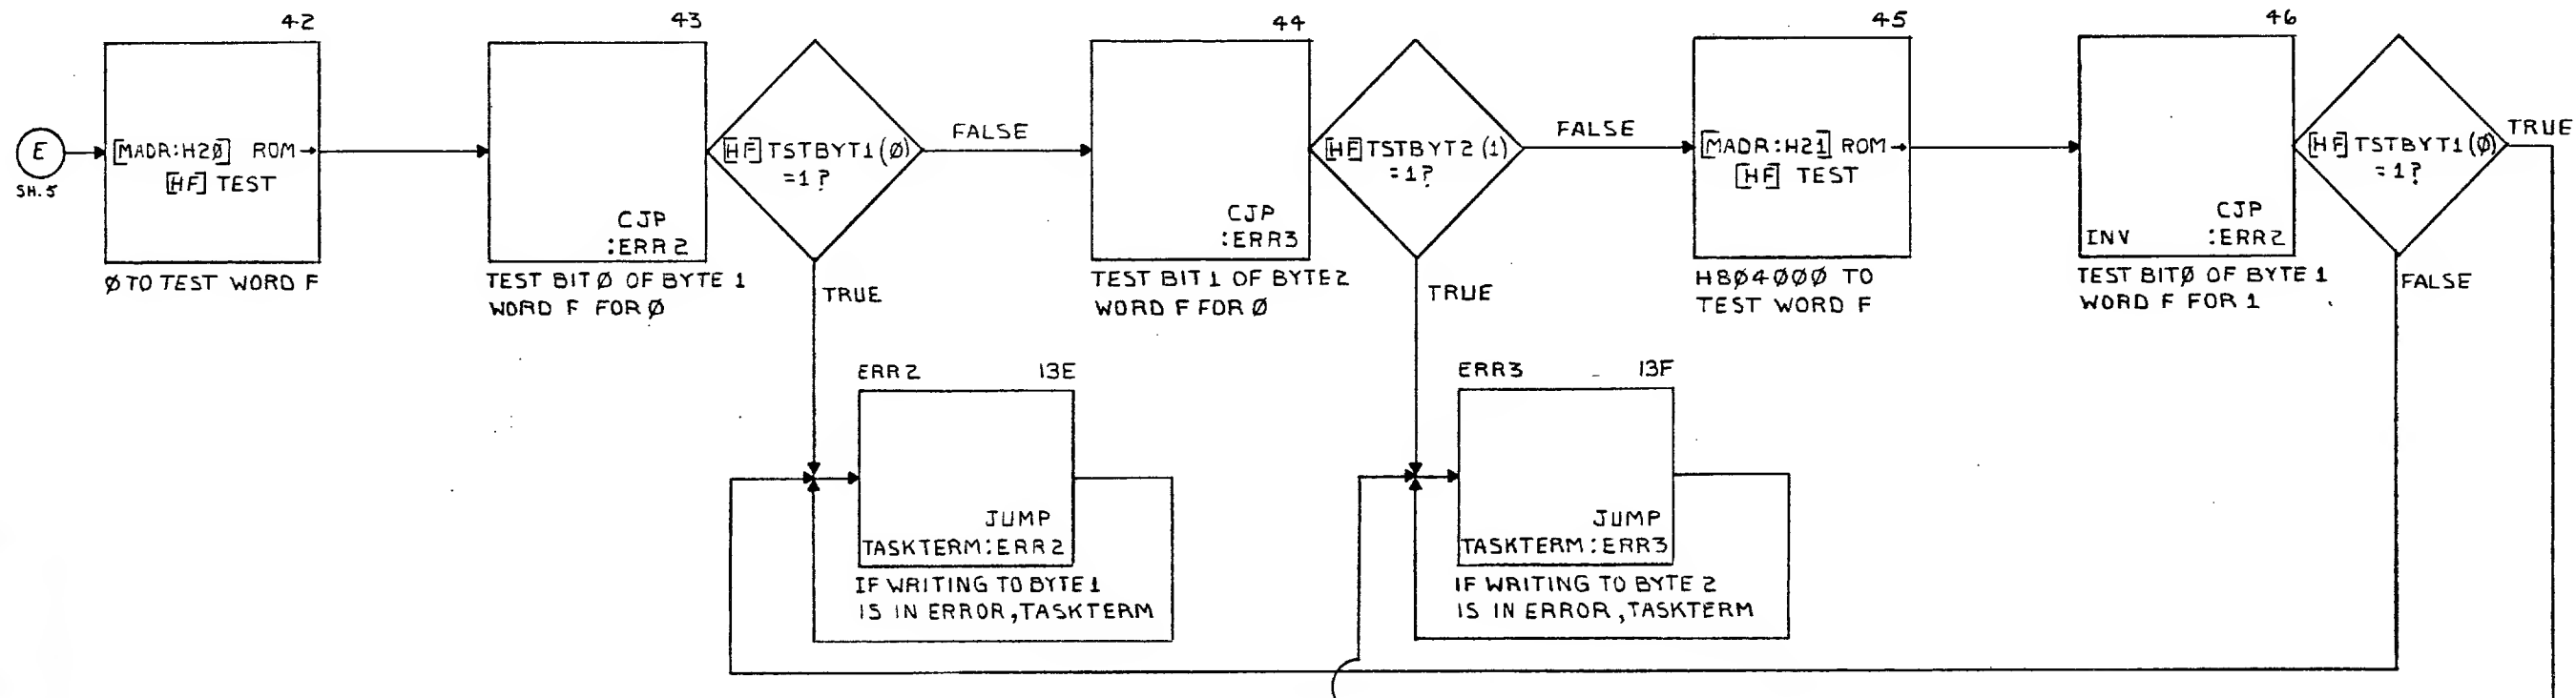 42
43
44
45
46
E
SH.5
[MADR:H2Ø] ROM→
[HF] TEST
ØTO TEST WORD F
CJP
:ERR2
TEST BITØ OF BYTE 1
WORD F FOR Ø
[HF]TSTBYT1(Ø)
=1?
FALSE
TRUE
CJP
:ERR3
TEST BIT 1 OF BYTE2
WORD F FOR Ø
[HF]TSTBYT2(1)
=1?
FALSE
TRUE
[MADR:H21] ROM→
[HF] TEST
H8Ø4ØØØ TO
TEST WORD F
INV
CJP
:ERR2
TEST BITØ OF BYTE 1
WORD F FOR 1
[HF]TSTBYT1(Ø)
=1?
TRUE
FALSE
ERR2
13E
JUMP
TASKTERM:ERR2
IF WRITING TO BYTE 1
IS IN ERROR,TASKTERM
ERR3
13F
JUMP
TASKTERM:ERR3
IF WRITING TO BYTE 2
IS IN ERROR,TASKTERM